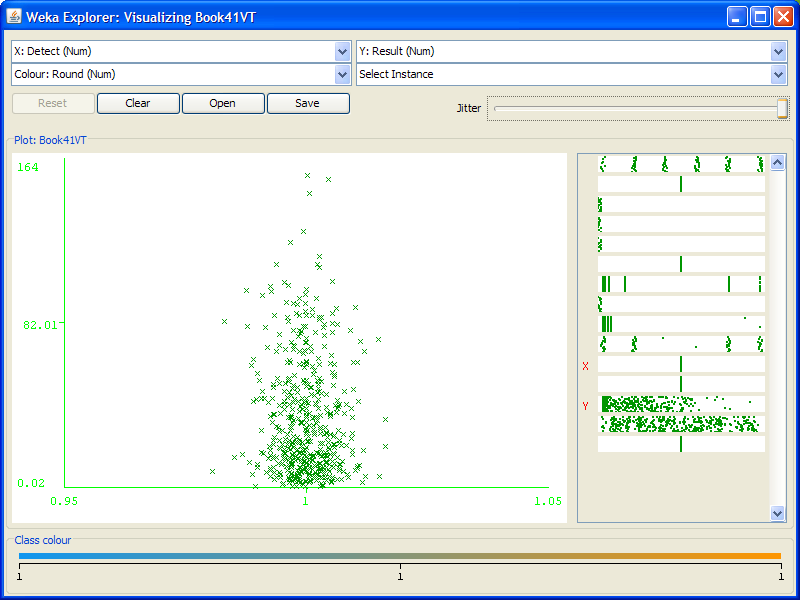 Weka Explorer: Visualizing Book41VT
X: Detect (Num)
Y: Result (Num)
Colour: Round (Num)
Select Instance
Reset
Clear
Open
Save
Jitter
Plot: Book41VT
164
82.01
0.02
0.95
1
1.05
X
Y
Class colour
1
1
1